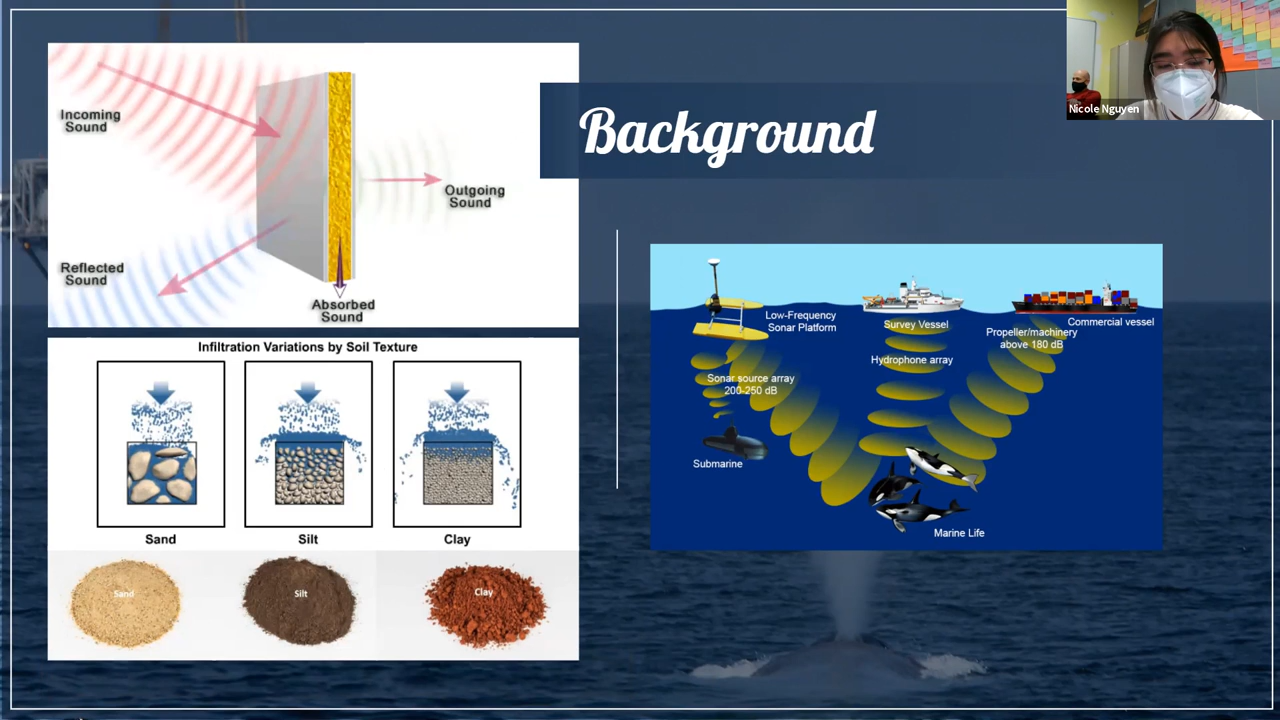 Background
Incoming
Sound
Outgoing
Sound
Reflected
Sound
Absorbed
Sound
Infiltration Variations by Soil Texture
Sand
Silt
Clay
Sand
Silt
Clay
Low-Frequency
Sonar Platform
Survey Vessel
Commercial vessel
Propeller/machinery
above 180 dB
Hydrophone array
Sonar source array
200-250 dB
Submarine
Marine Life
Nicole Nguyen